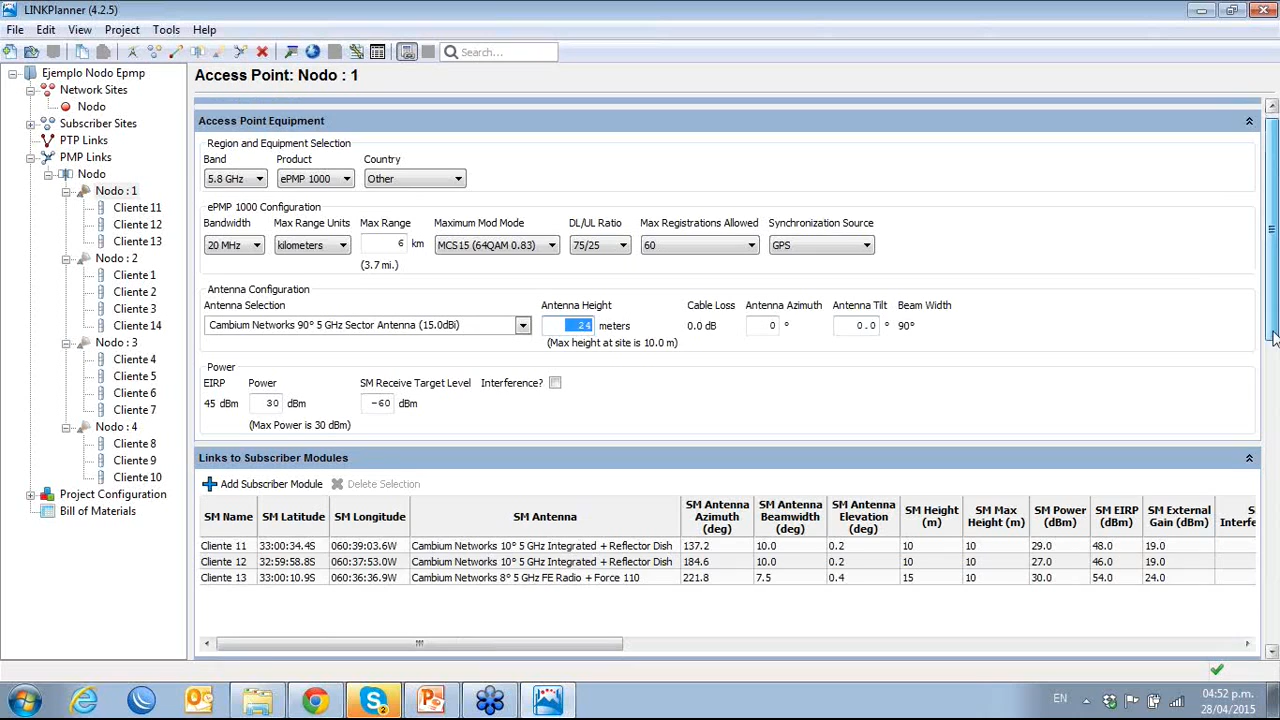 LINKPlanner (4.2.5)
File Edit View Project Tools Help
Search...
Ejemplo Nodo Epmp
Network Sites
Nodo
Subscriber Sites
PTP Links
PMP Links
Nodo
Nodo : 1
Cliente 11
Cliente 12
Cliente 13
Nodo : 2
Cliente 1
Cliente 2
Cliente 3
Cliente 14
Nodo : 3
Cliente 4
Cliente 5
Cliente 6
Cliente 7
Nodo : 4
Cliente 8
Cliente 9
Cliente 10
Project Configuration
Bill of Materials
Access Point: Nodo : 1
Access Point Equipment
Region and Equipment Selection
Band Product Country
5.8 GHz ePMP 1000 Other
ePMP 1000 Configuration
Bandwidth Max Range Units Max Range Maximum Mod Mode DL/UL Ratio Max Registrations Allowed Synchronization Source
20 MHz kilometers 6 km MCS15 (64QAM 0.83) 75/25 60 GPS
(3.7 mi.)
Antenna Configuration
Antenna Selection Antenna Height Cable Loss Antenna Azimuth Antenna Tilt Beam Width
Cambium Networks 90° 5 GHz Sector Antenna (15.0dBi) 24 meters 0.0 dB 0 ° 0.0 ° 90°
(Max height at site is 10.0 m)
Power
EIRP Power SM Receive Target Level Interference?
45 dBm 30 dBm -60 dBm
(Max Power is 30 dBm)
Links to Subscriber Modules
Add Subscriber Module Delete Selection
SM Name SM Latitude SM Longitude SM Antenna SM Antenna Azimuth (deg) SM Antenna Beamwidth (deg) SM Antenna Elevation (deg) SM Height (m) SM Max Height (m) SM Power (dBm) SM EIRP (dBm) SM External Gain (dBm)
Cliente 11 33:00:34.4S 060:39:03.6W Cambium Networks 10° 5 GHz Integrated + Reflector Dish 137.2 10.0 0.2 10 10 29.0 48.0 19.0
Cliente 12 32:59:58.8S 060:37:53.0W Cambium Networks 10° 5 GHz Integrated + Reflector Dish 184.6 10.0 0.2 10 10 27.0 46.0 19.0
Cliente 13 33:00:10.9S 060:36:36.9W Cambium Networks 8° 5 GHz FE Radio + Force 110 221.8 7.5 0.4 15 10 30.0 54.0 24.0
EN
04:52 p.m.
28/04/2015